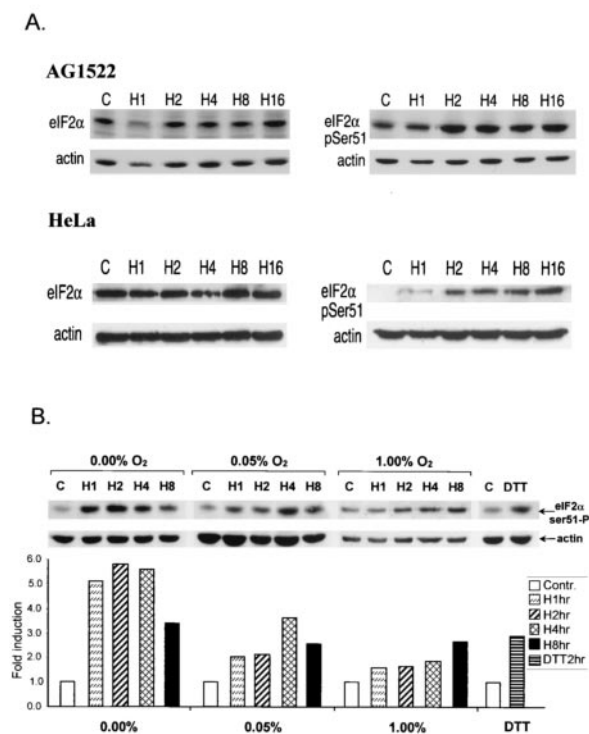 A.
AG1522
C H1 H2 H4 H8 H16
eIF2α
actin
C H1 H2 H4 H8 H16
eIF2α
pSer51
actin
HeLa
C H1 H2 H4 H8 H16
eIF2α
actin
C H1 H2 H4 H8 H16
eIF2α
pSer51
actin
B.
0.00% O₂ 0.05% O₂ 1.00% O₂
C H1 H2 H4 H8 C H1 H2 H4 H8 C H1 H2 H4 H8 C DTT
eIF2α
ser51-P
actin
Fold induction
6.0
5.0
4.0
3.0
2.0
1.0
0.0
Contr.
H1hr
H2hr
H4hr
H8hr
DTT2hr
0.00% 0.05% 1.00% DTT